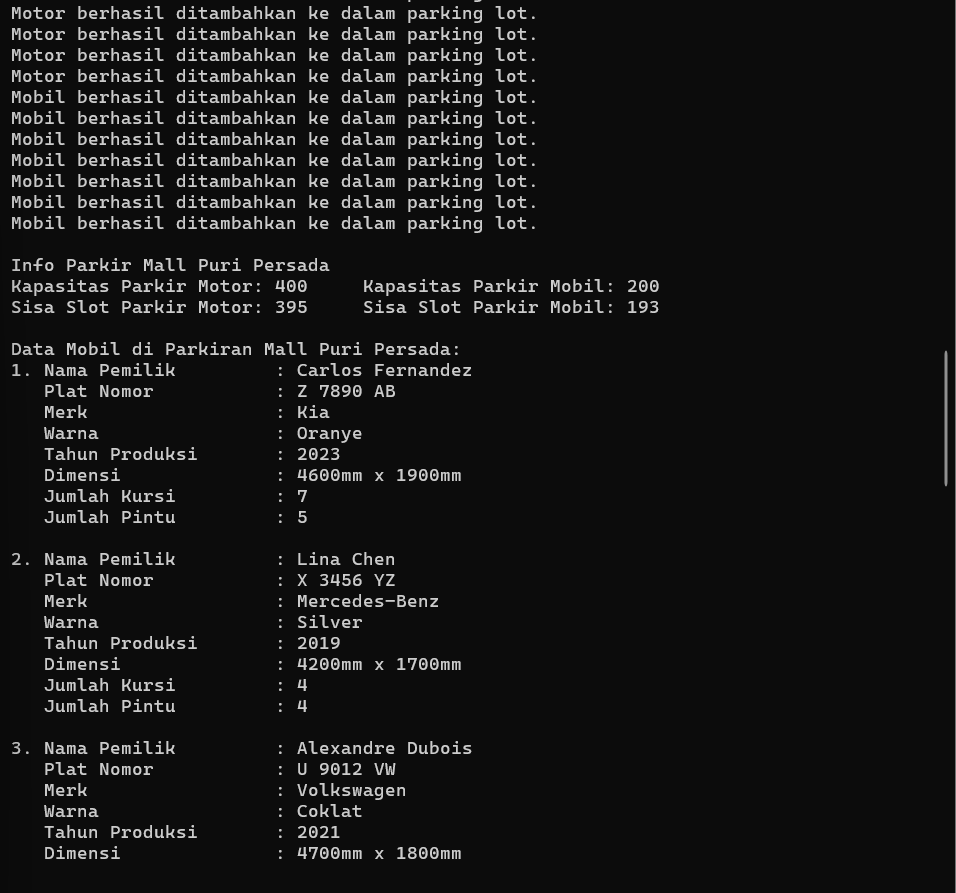 Motor berhasil ditambahkan ke dalam parking lot.
Motor berhasil ditambahkan ke dalam parking lot.
Motor berhasil ditambahkan ke dalam parking lot.
Motor berhasil ditambahkan ke dalam parking lot.
Mobil berhasil ditambahkan ke dalam parking lot.
Mobil berhasil ditambahkan ke dalam parking lot.
Mobil berhasil ditambahkan ke dalam parking lot.
Mobil berhasil ditambahkan ke dalam parking lot.
Mobil berhasil ditambahkan ke dalam parking lot.
Mobil berhasil ditambahkan ke dalam parking lot.
Mobil berhasil ditambahkan ke dalam parking lot.

Info Parkir Mall Puri Persada
Kapasitas Parkir Motor: 400     Kapasitas Parkir Mobil: 200
Sisa Slot Parkir Motor: 395     Sisa Slot Parkir Mobil: 193

Data Mobil di Parkiran Mall Puri Persada:
1. Nama Pemilik         : Carlos Fernandez
   Plat Nomor           : Z 7890 AB
   Merk                 : Kia
   Warna                : Oranye
   Tahun Produksi       : 2023
   Dimensi              : 4600mm x 1900mm
   Jumlah Kursi         : 7
   Jumlah Pintu         : 5

2. Nama Pemilik         : Lina Chen
   Plat Nomor           : X 3456 YZ
   Merk                 : Mercedes-Benz
   Warna                : Silver
   Tahun Produksi       : 2019
   Dimensi              : 4200mm x 1700mm
   Jumlah Kursi         : 4
   Jumlah Pintu         : 4

3. Nama Pemilik         : Alexandre Dubois
   Plat Nomor           : U 9012 VW
   Merk                 : Volkswagen
   Warna                : Coklat
   Tahun Produksi       : 2021
   Dimensi              : 4700mm x 1800mm